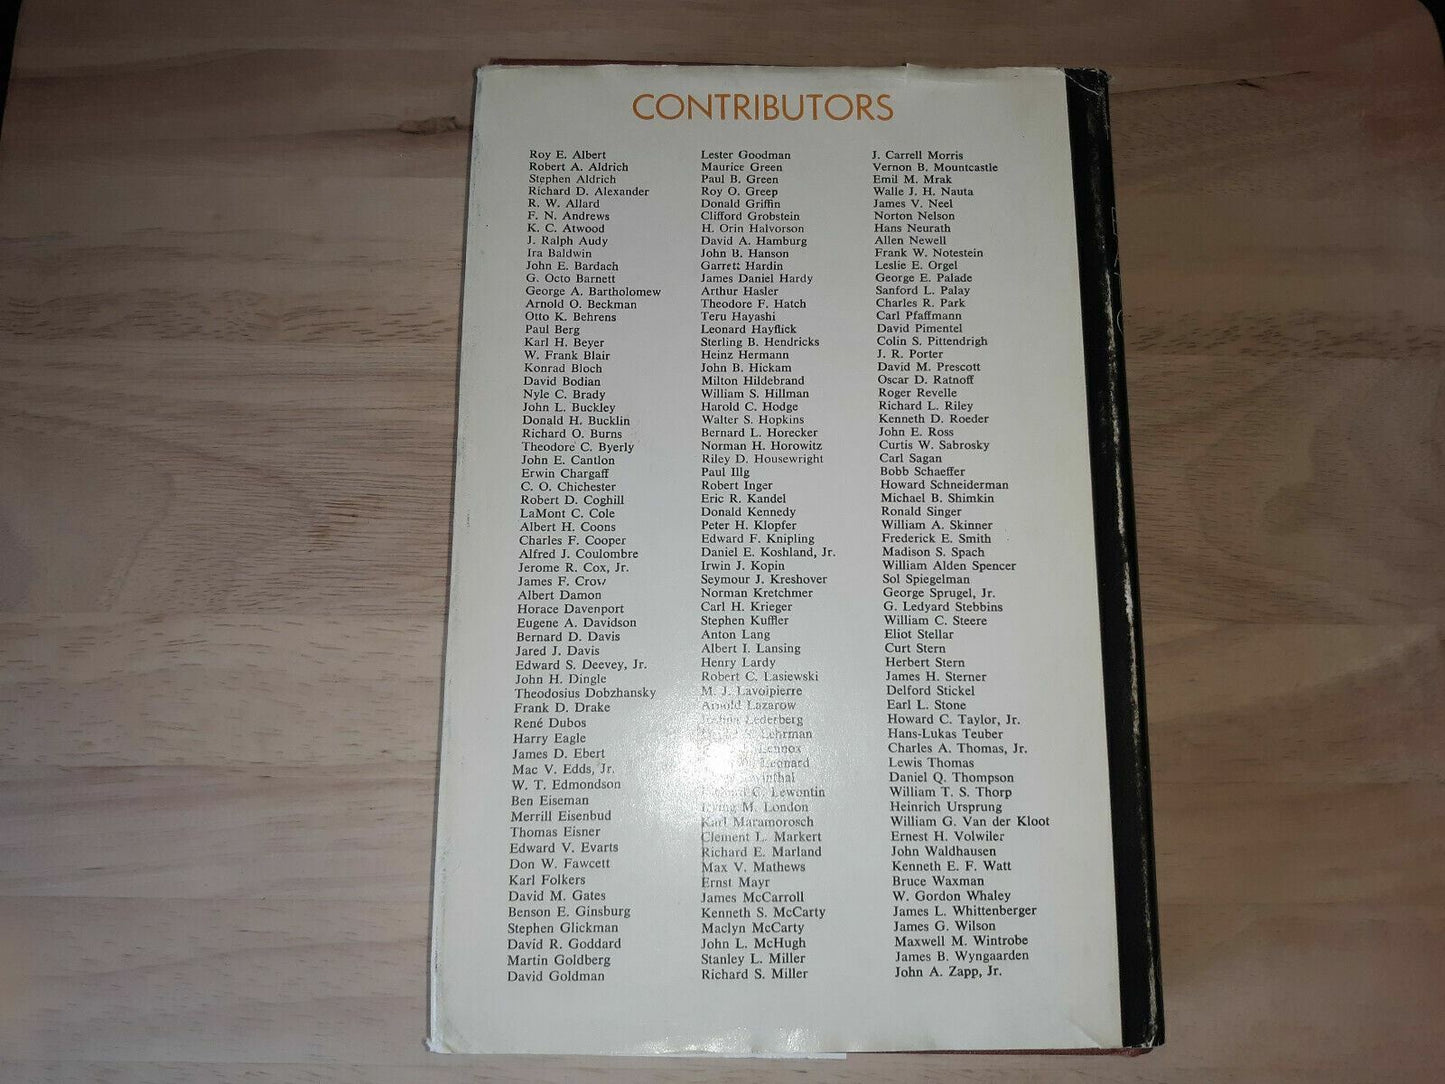 CONTRIBUTORS
Roy E. Albert
Robert A. Aldrich
Stephen Aldrich
Richard D. Alexander
R. W. Allard
F. N. Andrews
K. C. Atwood
J. Ralph Audy
Ira Baldwin
John E. Bardach
G. Octo Barnett
George A. Bartholomew
Arnold O. Beckman
Otto K. Behrens
Paul Berg
Karl H. Beyer
W. Frank Blair
Konrad Bloch
David Bodian
Nyle C. Brady
John L. Buckley
Donald H. Bucklin
Richard O. Burns
Theodore C. Byerly
John E. Cantlon
Erwin Chargaff
C. O. Chichester
Robert D. Coghill
LaMont C. Cole
Albert H. Coons
Charles F. Cooper
Alfred J. Coulombre
Jerome R. Cox, Jr.
James F. Crow
Albert Damon
Horace Davenport
Eugene A. Davidson
Bernard D. Davis
Jared J. Davis
Edward S. Deevey, Jr.
John H. Dingle
Theodosius Dobzhansky
Frank D. Drake
René Dubos
Harry Eagle
James D. Ebert
Mac V. Edds, Jr.
W. T. Edmondson
Ben Eiseman
Merrill Eisenbud
Thomas Eisner
Edward V. Evarts
Don W. Fawcett
Karl Folkers
David M. Gates
Benson E. Ginsburg
Stephen Glickman
David R. Goddard
Martin Goldberg
David Goldman
Lester Goodman
Maurice Green
Paul B. Green
Roy O. Greep
Donald Griffin
Clifford Grobstein
H. Orin Halvorson
David A. Hamburg
John B. Hanson
Garrett Hardin
James Daniel Hardy
Arthur Hasler
Theodore F. Hatch
Teru Hayashi
Leonard Hayflick
Sterling B. Hendricks
Heinz Hermann
John B. Hickam
Milton Hildebrand
William S. Hillman
Harold C. Hodge
Walter S. Hopkins
Bernard L. Horecker
Norman H. Horowitz
Riley D. Housewright
Paul Illg
Robert Inger
Eric R. Kandel
Donald Kennedy
Peter H. Klopfer
Edward F. Knipling
Daniel E. Koshland, Jr.
Irwin J. Kopin
Seymour J. Kreshover
Norman Kretchmer
Carl H. Krieger
Stephen Kuffler
Anton Lang
Albert I. Lansing
Henry Lardy
Robert C. Lasiewski
M. J. Lavoipierre
Arnold Lazarow
Joshua Lederberg
Lehrman
Lennox
Leonard
C. Lewontin
Irving M. London
Karl Maramorosch
Clement L. Markert
Richard E. Marland
Max V. Mathews
Ernst Mayr
James McCarroll
Kenneth S. McCarty
Maclyn McCarty
John L. McHugh
Stanley L. Miller
Richard S. Miller
J. Carrell Morris
Vernon B. Mountcastle
Emil M. Mrak
Walle J. H. Nauta
James V. Neel
Norton Nelson
Hans Neurath
Allen Newell
Frank W. Notestein
Leslie E. Orgel
George E. Palade
Sanford L. Palay
Charles R. Park
Carl Pfaffmann
David Pimentel
Colin S. Pittendrigh
J. R. Porter
David M. Prescott
Oscar D. Ratnoff
Roger Revelle
Richard L. Riley
Kenneth D. Roeder
John E. Ross
Curtis W. Sabrosky
Carl Sagan
Bobb Schaeffer
Howard Schneiderman
Michael B. Shimkin
Ronald Singer
William A. Skinner
Frederick E. Smith
Madison S. Spach
William Alden Spencer
Sol Spiegelman
George Sprugel, Jr.
G. Ledyard Stebbins
William C. Steere
Eliot Stellar
Curt Stern
Herbert Stern
James H. Sterner
Delford Stickel
Earl L. Stone
Howard C. Taylor, Jr.
Hans-Lukas Teuber
Charles A. Thomas, Jr.
Lewis Thomas
Daniel Q. Thompson
William T. S. Thorp
Heinrich Ursprung
William G. Van der Kloot
Ernest H. Volwiler
John Waldhausen
Kenneth E. F. Watt
Bruce Waxman
W. Gordon Whaley
James L. Whittenberger
James G. Wilson
Maxwell M. Wintrobe
James B. Wyngaarden
John A. Zapp, Jr.